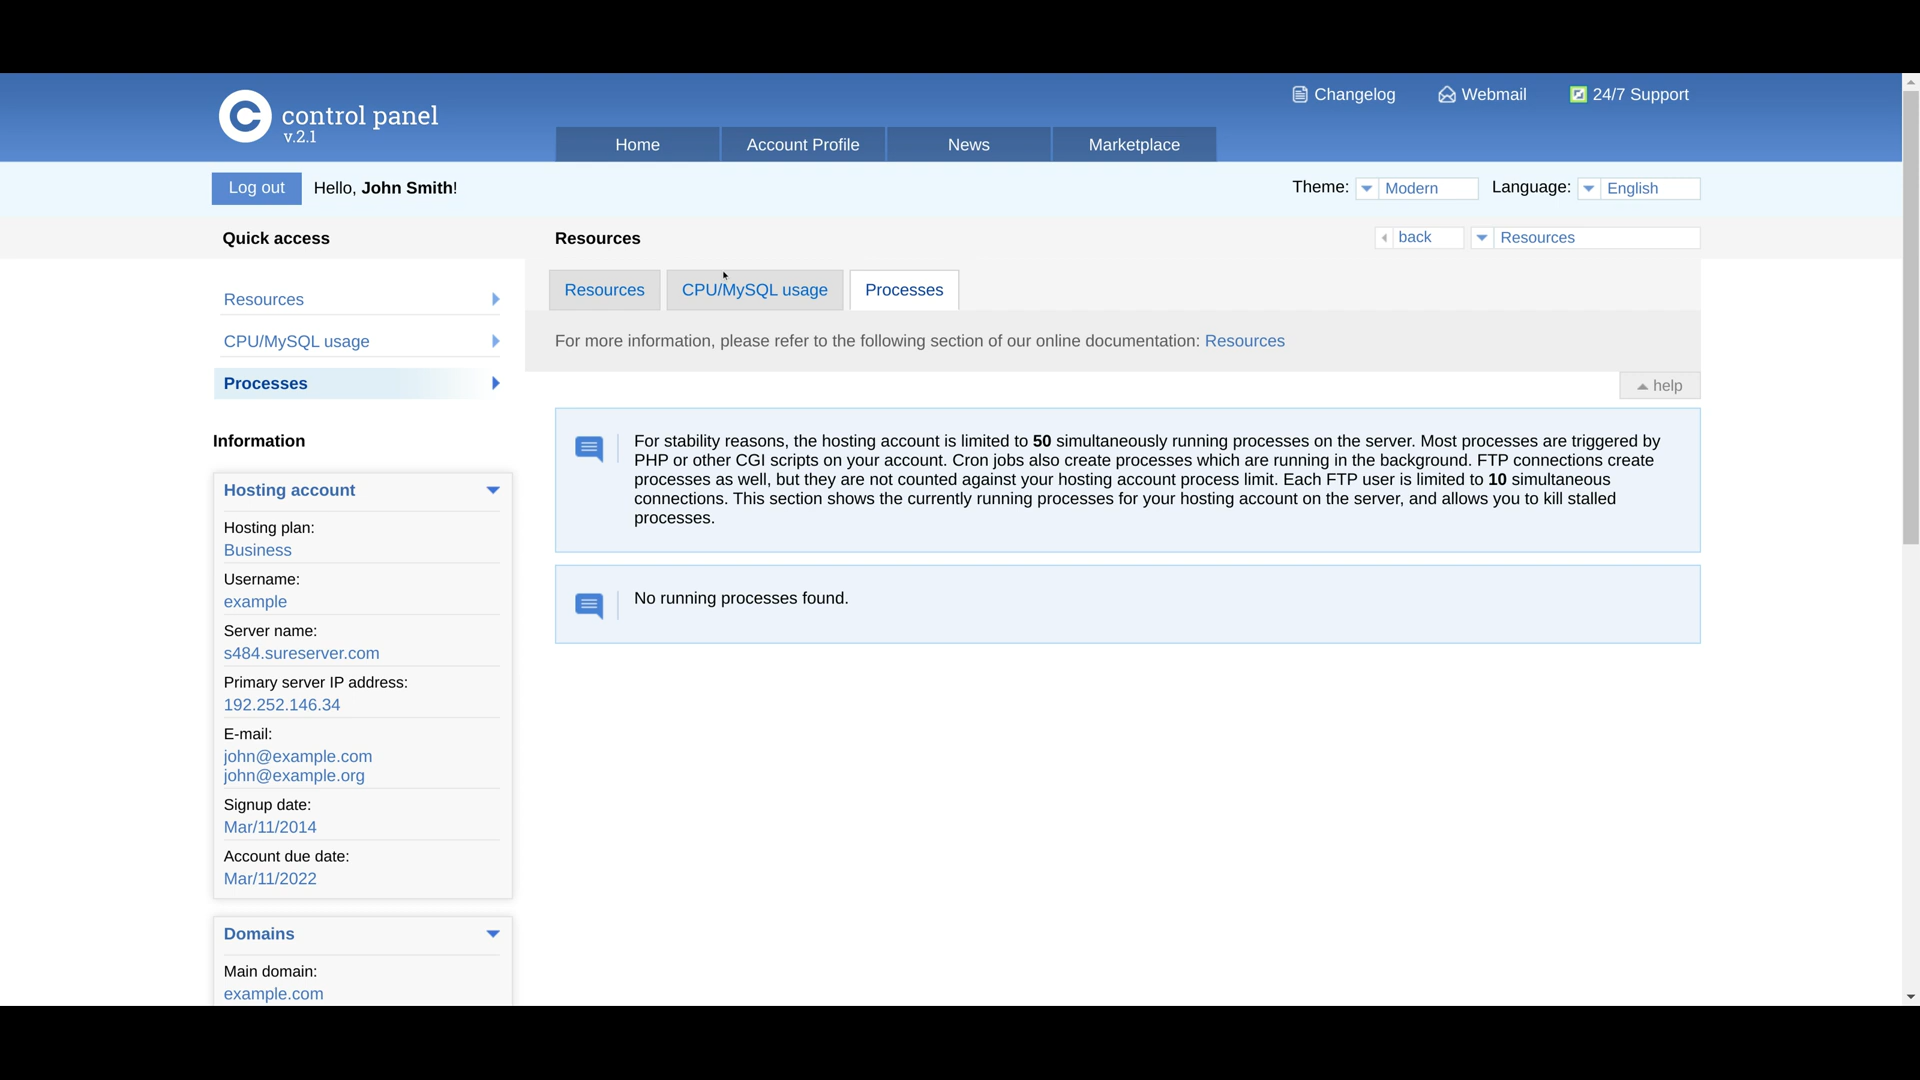 control panel
v.2.1
Changelog
Webmail
24/7 Support
Home
Account Profile
News
Marketplace
Log out
Hello, John Smith!
Theme:
Modern
Language:
English
Quick access
Resources
CPU/MySQL usage
Processes
Information
Hosting account
Hosting plan:
Business
Username:
example
Server name:
s484.sureserver.com
Primary server IP address:
192.252.146.34
E-mail:
john@example.com
john@example.org
Signup date:
Mar/11/2014
Account due date:
Mar/11/2022
Domains
Main domain:
example.com
Resources
back
Resources
Resources
CPU/MySQL usage
Processes
For more information, please refer to the following section of our online documentation: Resources
help
For stability reasons, the hosting account is limited to 50 simultaneously running processes on the server. Most processes are triggered by
PHP or other CGI scripts on your account. Cron jobs also create processes which are running in the background. FTP connections create
processes as well, but they are not counted against your hosting account process limit. Each FTP user is limited to 10 simultaneous
connections. This section shows the currently running processes for your hosting account on the server, and allows you to kill stalled
processes.
No running processes found.